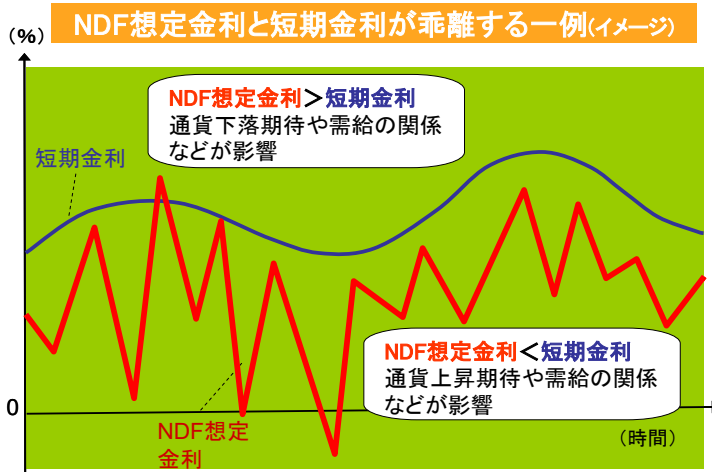 NDF想定金利と短期金利が乖離する一例(イメージ)
(%)
NDF想定金利＞短期金利
通貨下落期待や需給の関係
などが影響
短期金利
NDF想定金利＜短期金利
通貨上昇期待や需給の関係
などが影響
0
NDF想定
金利
(時間)